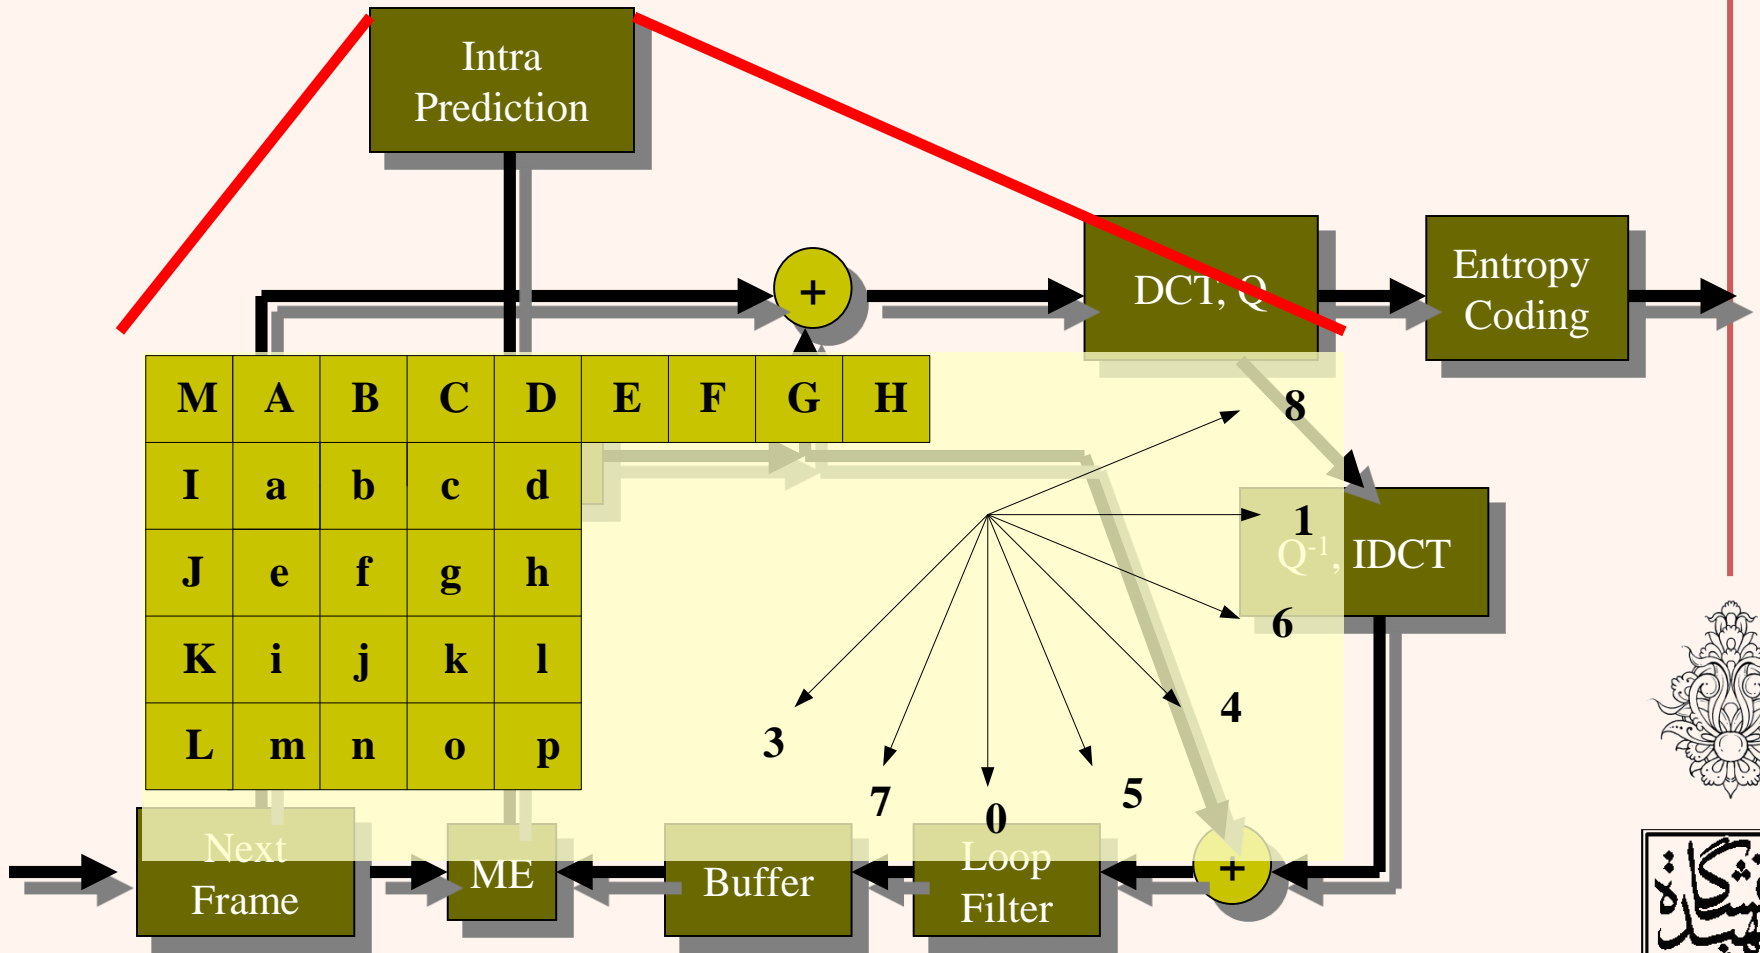 Intra
Prediction
+
DCT, Q
Entropy
Coding
M A B C D E F G H
I a b c d
J e f g h
K i j k l
L m n o p
8
1
Q-1, IDCT
6
4
3
7
0
5
Next
Frame
ME
Buffer
Loop
Filter
+